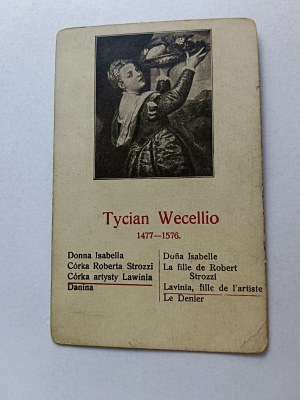 Tycian Wecellio
1477—1576.
Donna Isabella
Córka Roberta Strozzi
Córka artysty Lawinia
Danina
Doña Isabelle
La fille de Robert
Strozzi
Lavinia, fille de l'artiste
Le Denier